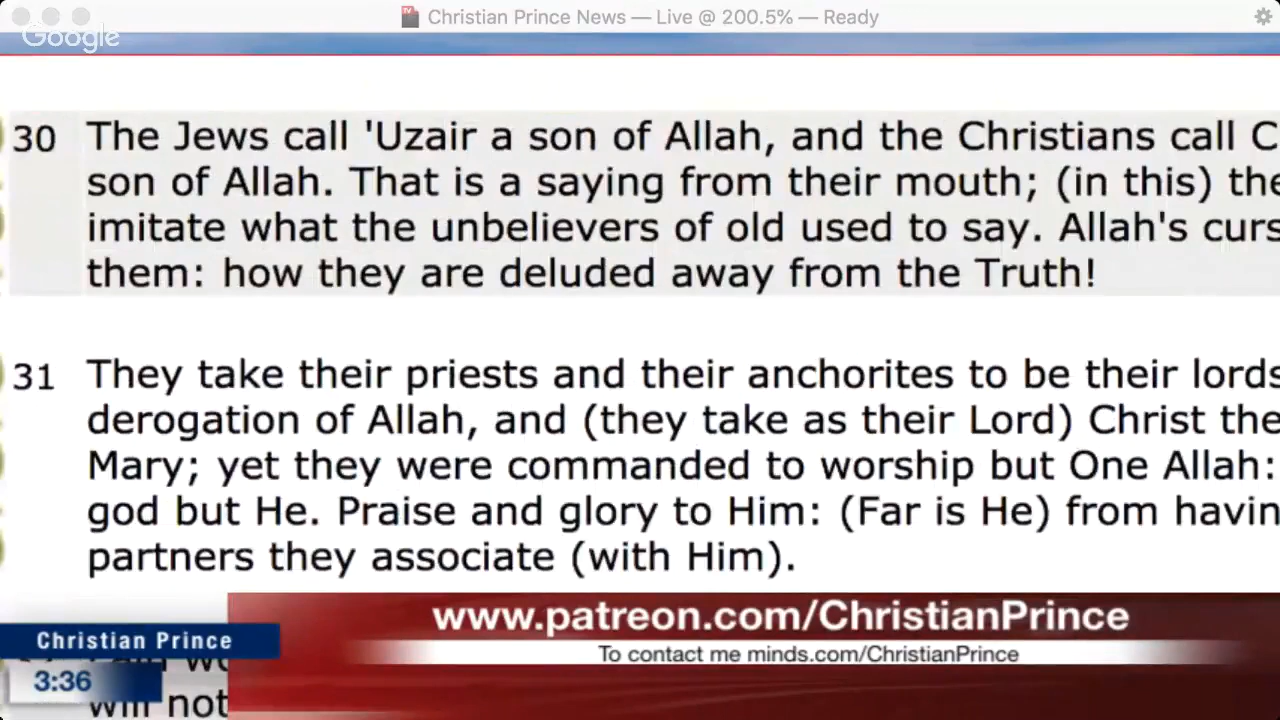 Christian Prince News — Live @ 200.5% — Ready
Google
30 The Jews call 'Uzair a son of Allah, and the Christians call C
son of Allah. That is a saying from their mouth; (in this) the
imitate what the unbelievers of old used to say. Allah's curs
them: how they are deluded away from the Truth!
31 They take their priests and their anchorites to be their lords
derogation of Allah, and (they take as their Lord) Christ the
Mary; yet they were commanded to worship but One Allah:
god but He. Praise and glory to Him: (Far is He) from havin
partners they associate (with Him).
www.patreon.com/ChristianPrince
Christian Prince
To contact me minds.com/ChristianPrince
3:36
will not